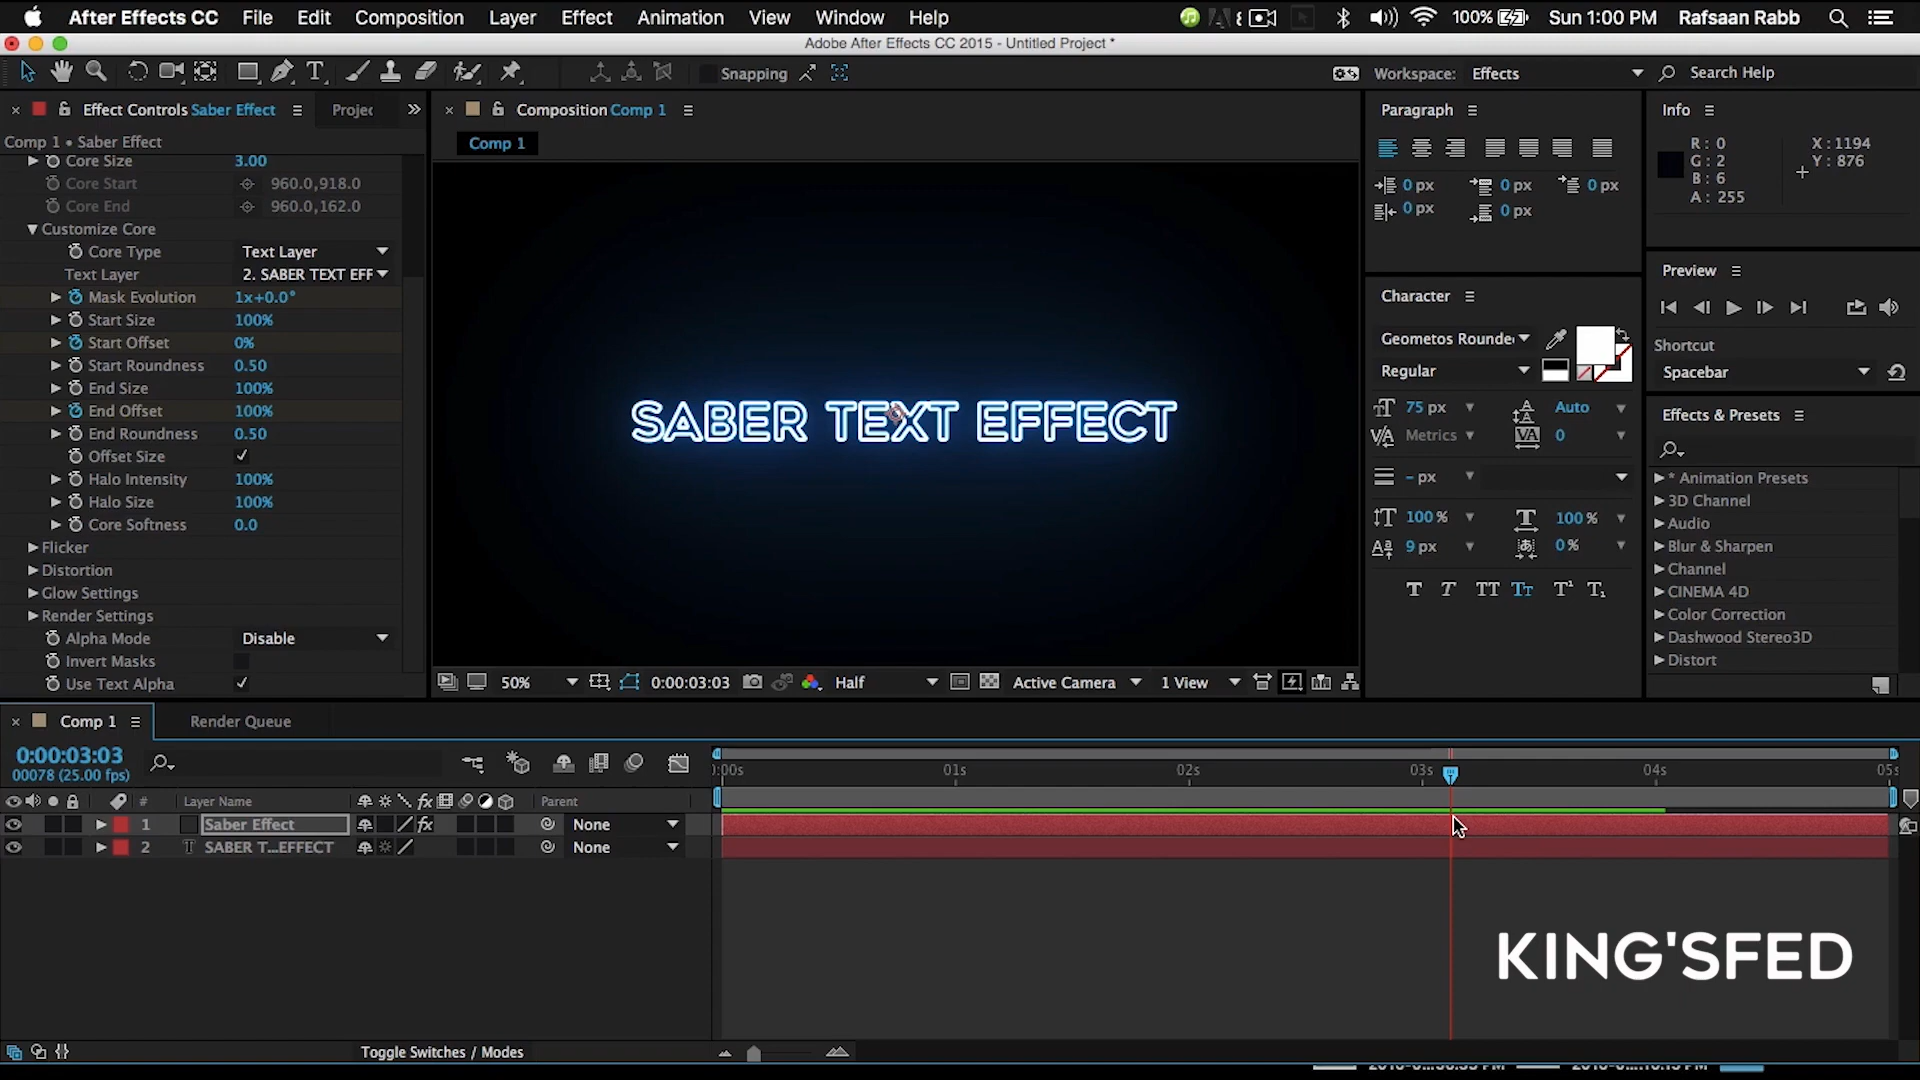 After Effects CC File Edit Composition Layer Effect Animation View Window Help 100% Sun 1:00 PM Rafsaan Rabb
Adobe After Effects CC 2015 - Untitled Project *
Snapping Workspace: Effects Search Help
Effect Controls Saber Effect Projec
Comp 1 • Saber Effect
Core Size 3.00
Core Start 960.0,918.0
Core End 960.0,162.0
Customize Core
Core Type Text Layer
Text Layer 2. SABER TEXT EFF
Mask Evolution 1x+0.0°
Start Size 100%
Start Offset 0%
Start Roundness 0.50
End Size 100%
End Offset 100%
End Roundness 0.50
Offset Size
Halo Intensity 100%
Halo Size 100%
Core Softness 0.0
Flicker
Distortion
Glow Settings
Render Settings
Alpha Mode Disable
Invert Masks
Use Text Alpha
Composition Comp 1
Comp 1
SABER TEXT EFFECT
50% 0:00:03:03 Half Active Camera 1 View
Paragraph
0 px 0 px 0 px
0 px 0 px
Character
Geometos Rounde
Regular
75 px Auto
Metrics 0
- px
100 % 100 %
9 px 0 %
T T TT Tт T¹ T₁
Info
R: 0 X: 1194
G: 2 Y: 876
B: 6
A: 255
Preview
Shortcut
Spacebar
Effects & Presets
* Animation Presets
3D Channel
Audio
Blur & Sharpen
Channel
CINEMA 4D
Color Correction
Dashwood Stereo3D
Distort
Comp 1 Render Queue
0:00:03:03
00078 (25.00 fps)
):00s 01s 02s 03s 04s 05s
# Layer Name fx Parent
1 Saber Effect fx None
2 T SABER T...EFFECT None
KING'SFED
Toggle Switches / Modes